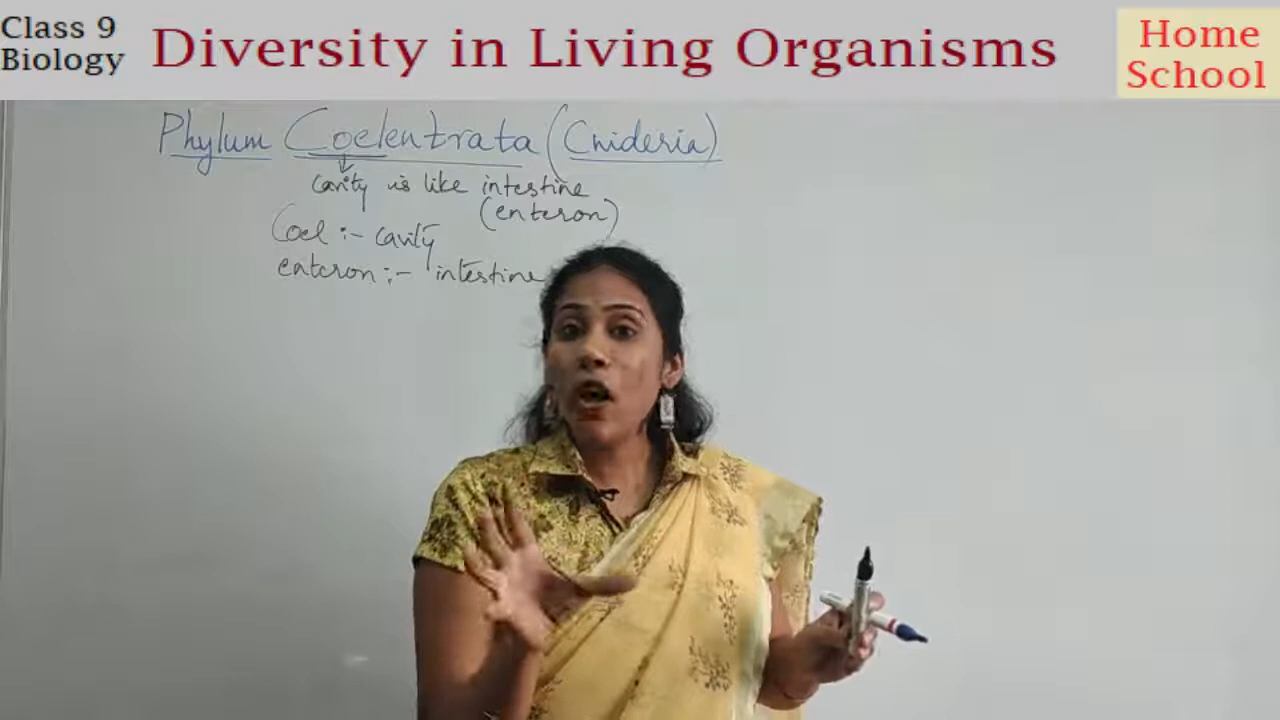 Class 9
Biology
Diversity in Living Organisms
Home
School
Phylum Coelentrata (Cnideria)
cavity is like intestine
(enteron)
Coel :- cavity
enteron :- intestine